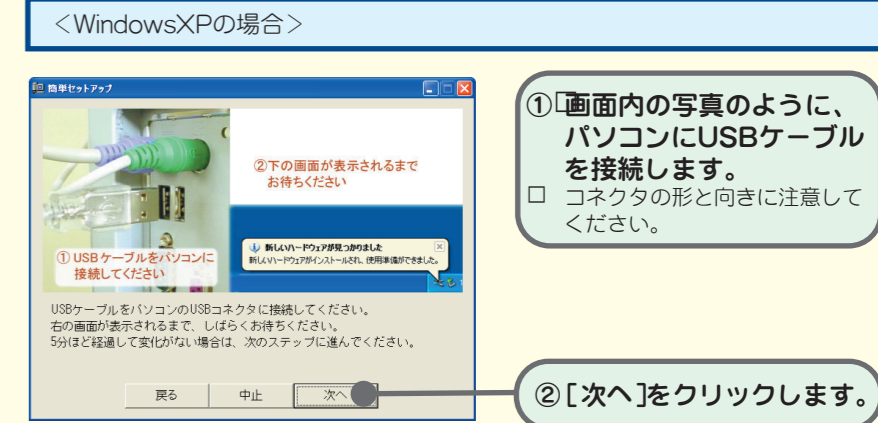 ＜WindowsXPの場合＞
簡単セットアップ
②下の画面が表示されるまで
お待ちください
① USBケーブルをパソコンに
接続してください
新しいハードウェアが見つかりました
新しいハードウェアがインストールされ、使用準備ができました。
USBケーブルをパソコンのUSBコネクタに接続してください。
右の画面が表示されるまで、しばらくお待ちください。
5分ほど経過して変化がない場合は、次のステップに進んでください。
戻る
中止
次へ
①□画面内の写真のように、
パソコンにUSBケーブル
を接続します。
□ コネクタの形と向きに注意して
ください。
②［次へ］をクリックします。